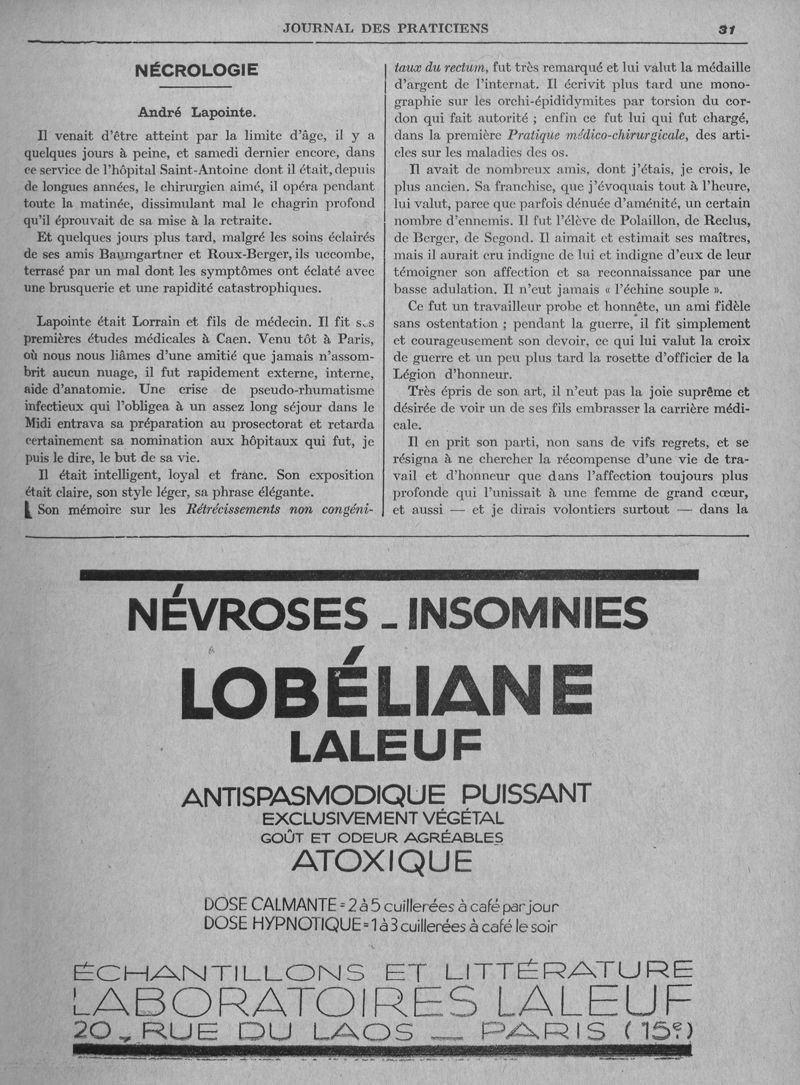 JOURNAL DES PRATICIENS 31
NÉCROLOGIE
André Lapointe.
Il venait d'être atteint par la limite d'âge, il y a
quelques jours à peine, et samedi dernier encore, dans
ce service de l'hôpital Saint-Antoine dont il était, depuis
de longues années, le chirurgien aimé, il opéra pendant
toute la matinée, dissimulant mal le chagrin profond
qu'il éprouvait de sa mise à la retraite.
Et quelques jours plus tard, malgré les soins éclairés
de ses amis Baumgartner et Roux-Berger, ils uccombe,
terrasé par un mal dont les symptômes ont éclaté avec
une brusquerie et une rapidité catastrophiques.
Lapointe était Lorrain et fils de médecin. Il fit ses
premières études médicales à Caen. Venu tôt à Paris,
où nous nous liâmes d'une amitié que jamais n'assom-
brit aucun nuage, il fut rapidement externe, interne,
aide d'anatomie. Une crise de pseudo-rhumatisme
infectieux qui l'obligea à un assez long séjour dans le
Midi entrava sa préparation au prosectorat et retarda
certainement sa nomination aux hôpitaux qui fut, je
puis le dire, le but de sa vie.
Il était intelligent, loyal et franc. Son exposition
était claire, son style léger, sa phrase élégante.
Son mémoire sur les Rétrécissements non congéni-
taux du rectum, fut très remarqué et lui valut la médaille
d'argent de l'internat. Il écrivit plus tard une mono-
graphie sur les orchi-épididymites par torsion du cor-
don qui fait autorité ; enfin ce fut lui qui fut chargé,
dans la première Pratique médico-chirurgicale, des arti-
cles sur les maladies des os.
Il avait de nombreux amis, dont j'étais, je crois, le
plus ancien. Sa franchise, que j'évoquais tout à l'heure,
lui valut, parce que parfois dénuée d'aménité, un certain
nombre d'ennemis. Il fut l'élève de Polaillon, de Reclus,
de Berger, de Segond. Il aimait et estimait ses maîtres,
mais il aurait cru indigne de lui et indigne d'eux de leur
témoigner son affection et sa reconnaissance par une
basse adulation. Il n'eut jamais « l'échine souple ».
Ce fut un travailleur probe et honnête, un ami fidèle
sans ostentation ; pendant la guerre, il fit simplement
et courageusement son devoir, ce qui lui valut la croix
de guerre et un peu plus tard la rosette d'officier de la
Légion d'honneur.
Très épris de son art, il n'eut pas la joie suprême et
désirée de voir un de ses fils embrasser la carrière médi-
cale.
Il en prit son parti, non sans de vifs regrets, et se
résigna à ne chercher la récompense d'une vie de tra-
vail et d'honneur que dans l'affection toujours plus
profonde qui l'unissait à une femme de grand cœur,
et aussi — et je dirais volontiers surtout — dans la
NÉVROSES - INSOMNIES
LOBÉLIANE
LALEUF
ANTISPASMODIQUE PUISSANT
EXCLUSIVEMENT VÉGÉTAL
GOÛT ET ODEUR AGRÉABLES
ATOXIQUE
DOSE CALMANTE = 2 à 5 cuillerées à café par jour
DOSE HYPNOTIQUE = 1 à 3 cuillerées à café le soir
ÉCHANTILLONS ET LITTÉRATURE
LABORATOIRES LALEUF
20, RUE DU LAOS — PARIS (15e)